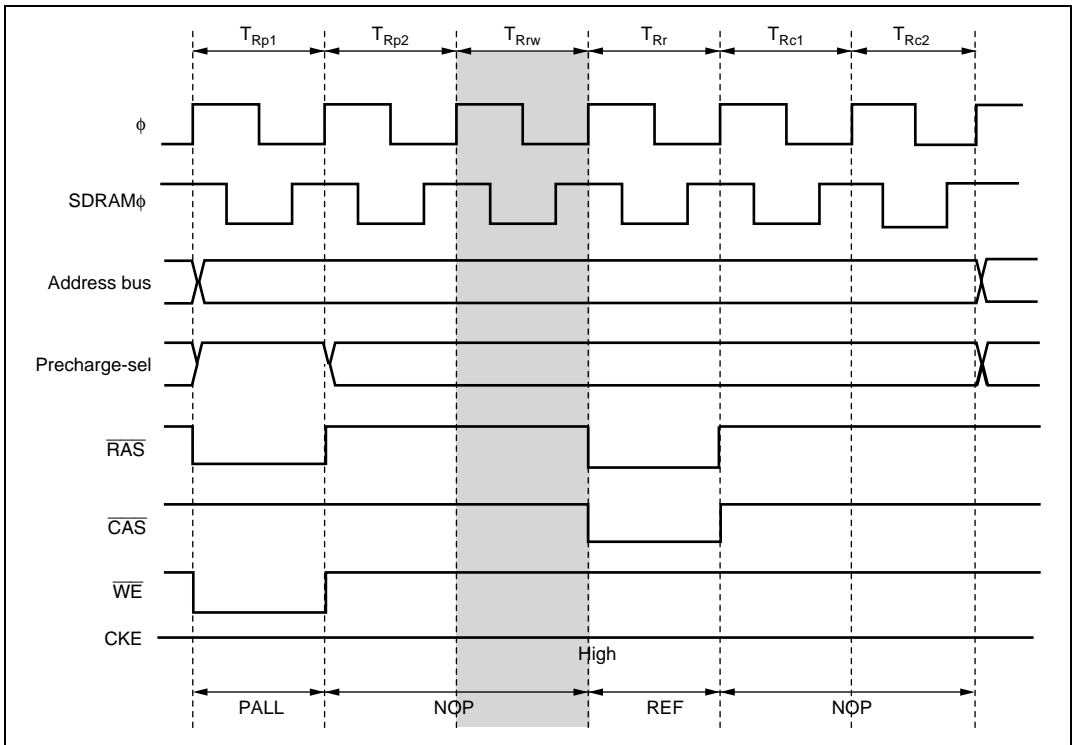 TRp1 TRp2 TRrw TRr TRc1 TRc2
ϕ
SDRAMϕ
Address bus
Precharge-sel
RAS
CAS
WE
CKE
High
PALL NOP REF NOP